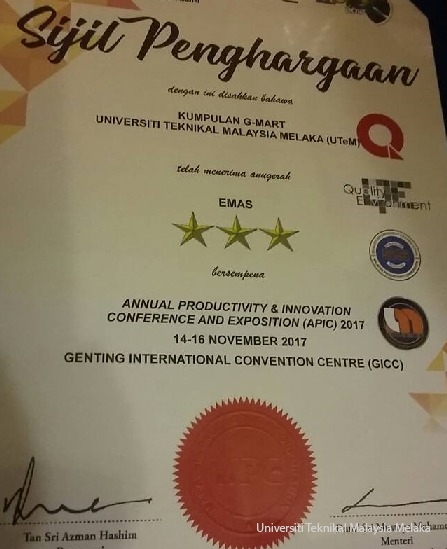 Sijil Penghargaan
dengan ini disahkan bahawa
KUMPULAN G-MART
UNIVERSITI TEKNIKAL MALAYSIA MELAKA (UTeM)
telah menerima anugerah
Quality
Environment
EMAS
bersempena
ANNUAL PRODUCTIVITY & INNOVATION
CONFERENCE AND EXPOSITION (APIC) 2017
14-16 NOVEMBER 2017
GENTING INTERNATIONAL CONVENTION CENTRE (GICC)
Tan Sri Azman Hashim
Menteri
Universiti Teknikal Malaysia Melaka